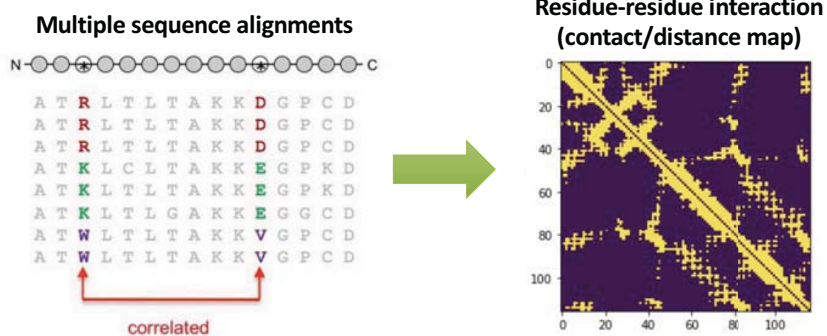 Residue-residue interaction
(contact/distance map)
Multiple sequence alignments
N * * C
A T R L T L T A K K D G P C D
A T R L T L T A K K D G P C D
A T R L T L T A K K D G P C D
A T K L C L T A K K E G P K D
A T K L T L T A K K E G P K D
A T K L T L G A K K E G G C D
A T W L T L T A K K V G P C D
A T W L T L T A K K V G P C D
correlated
0
20
40
60
80
100
0 20 40 60 80 100